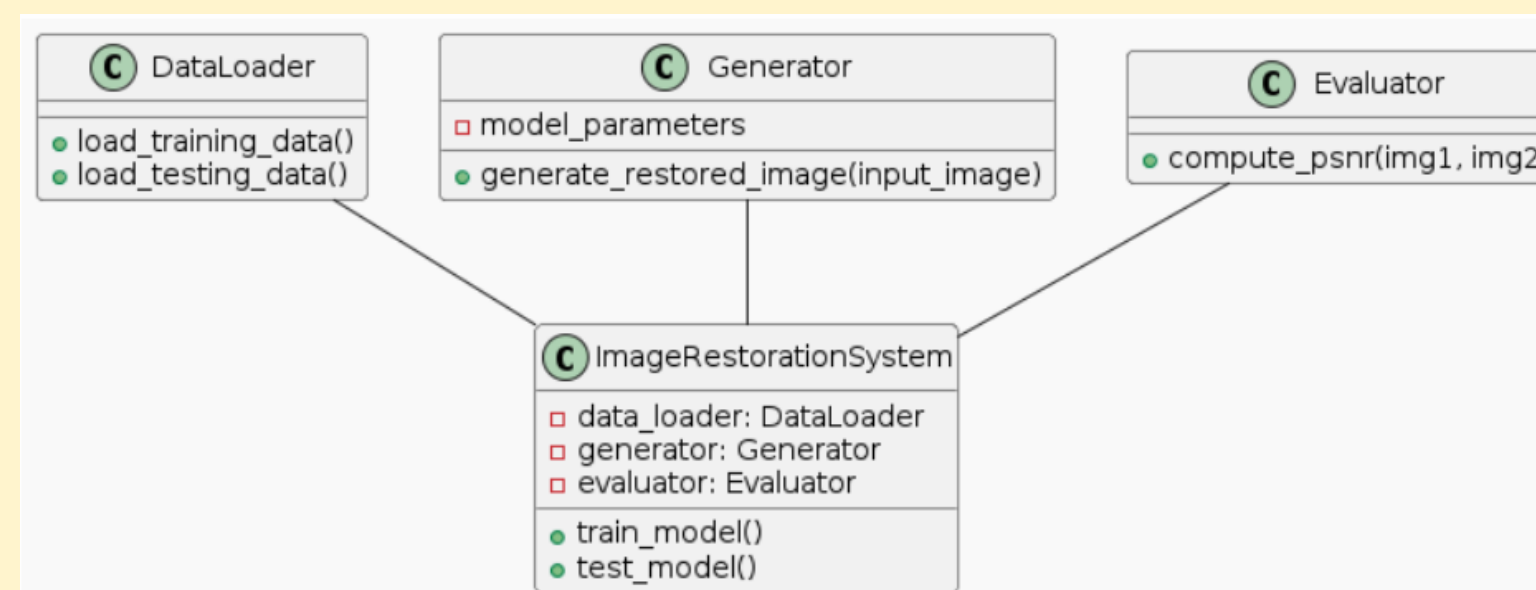 C DataLoader
load_training_data()
load_testing_data()
C Generator
model_parameters
generate_restored_image(input_image)
C Evaluator
compute_psnr(img1, img2
C ImageRestorationSystem
data_loader: DataLoader
generator: Generator
evaluator: Evaluator
train_model()
test_model()